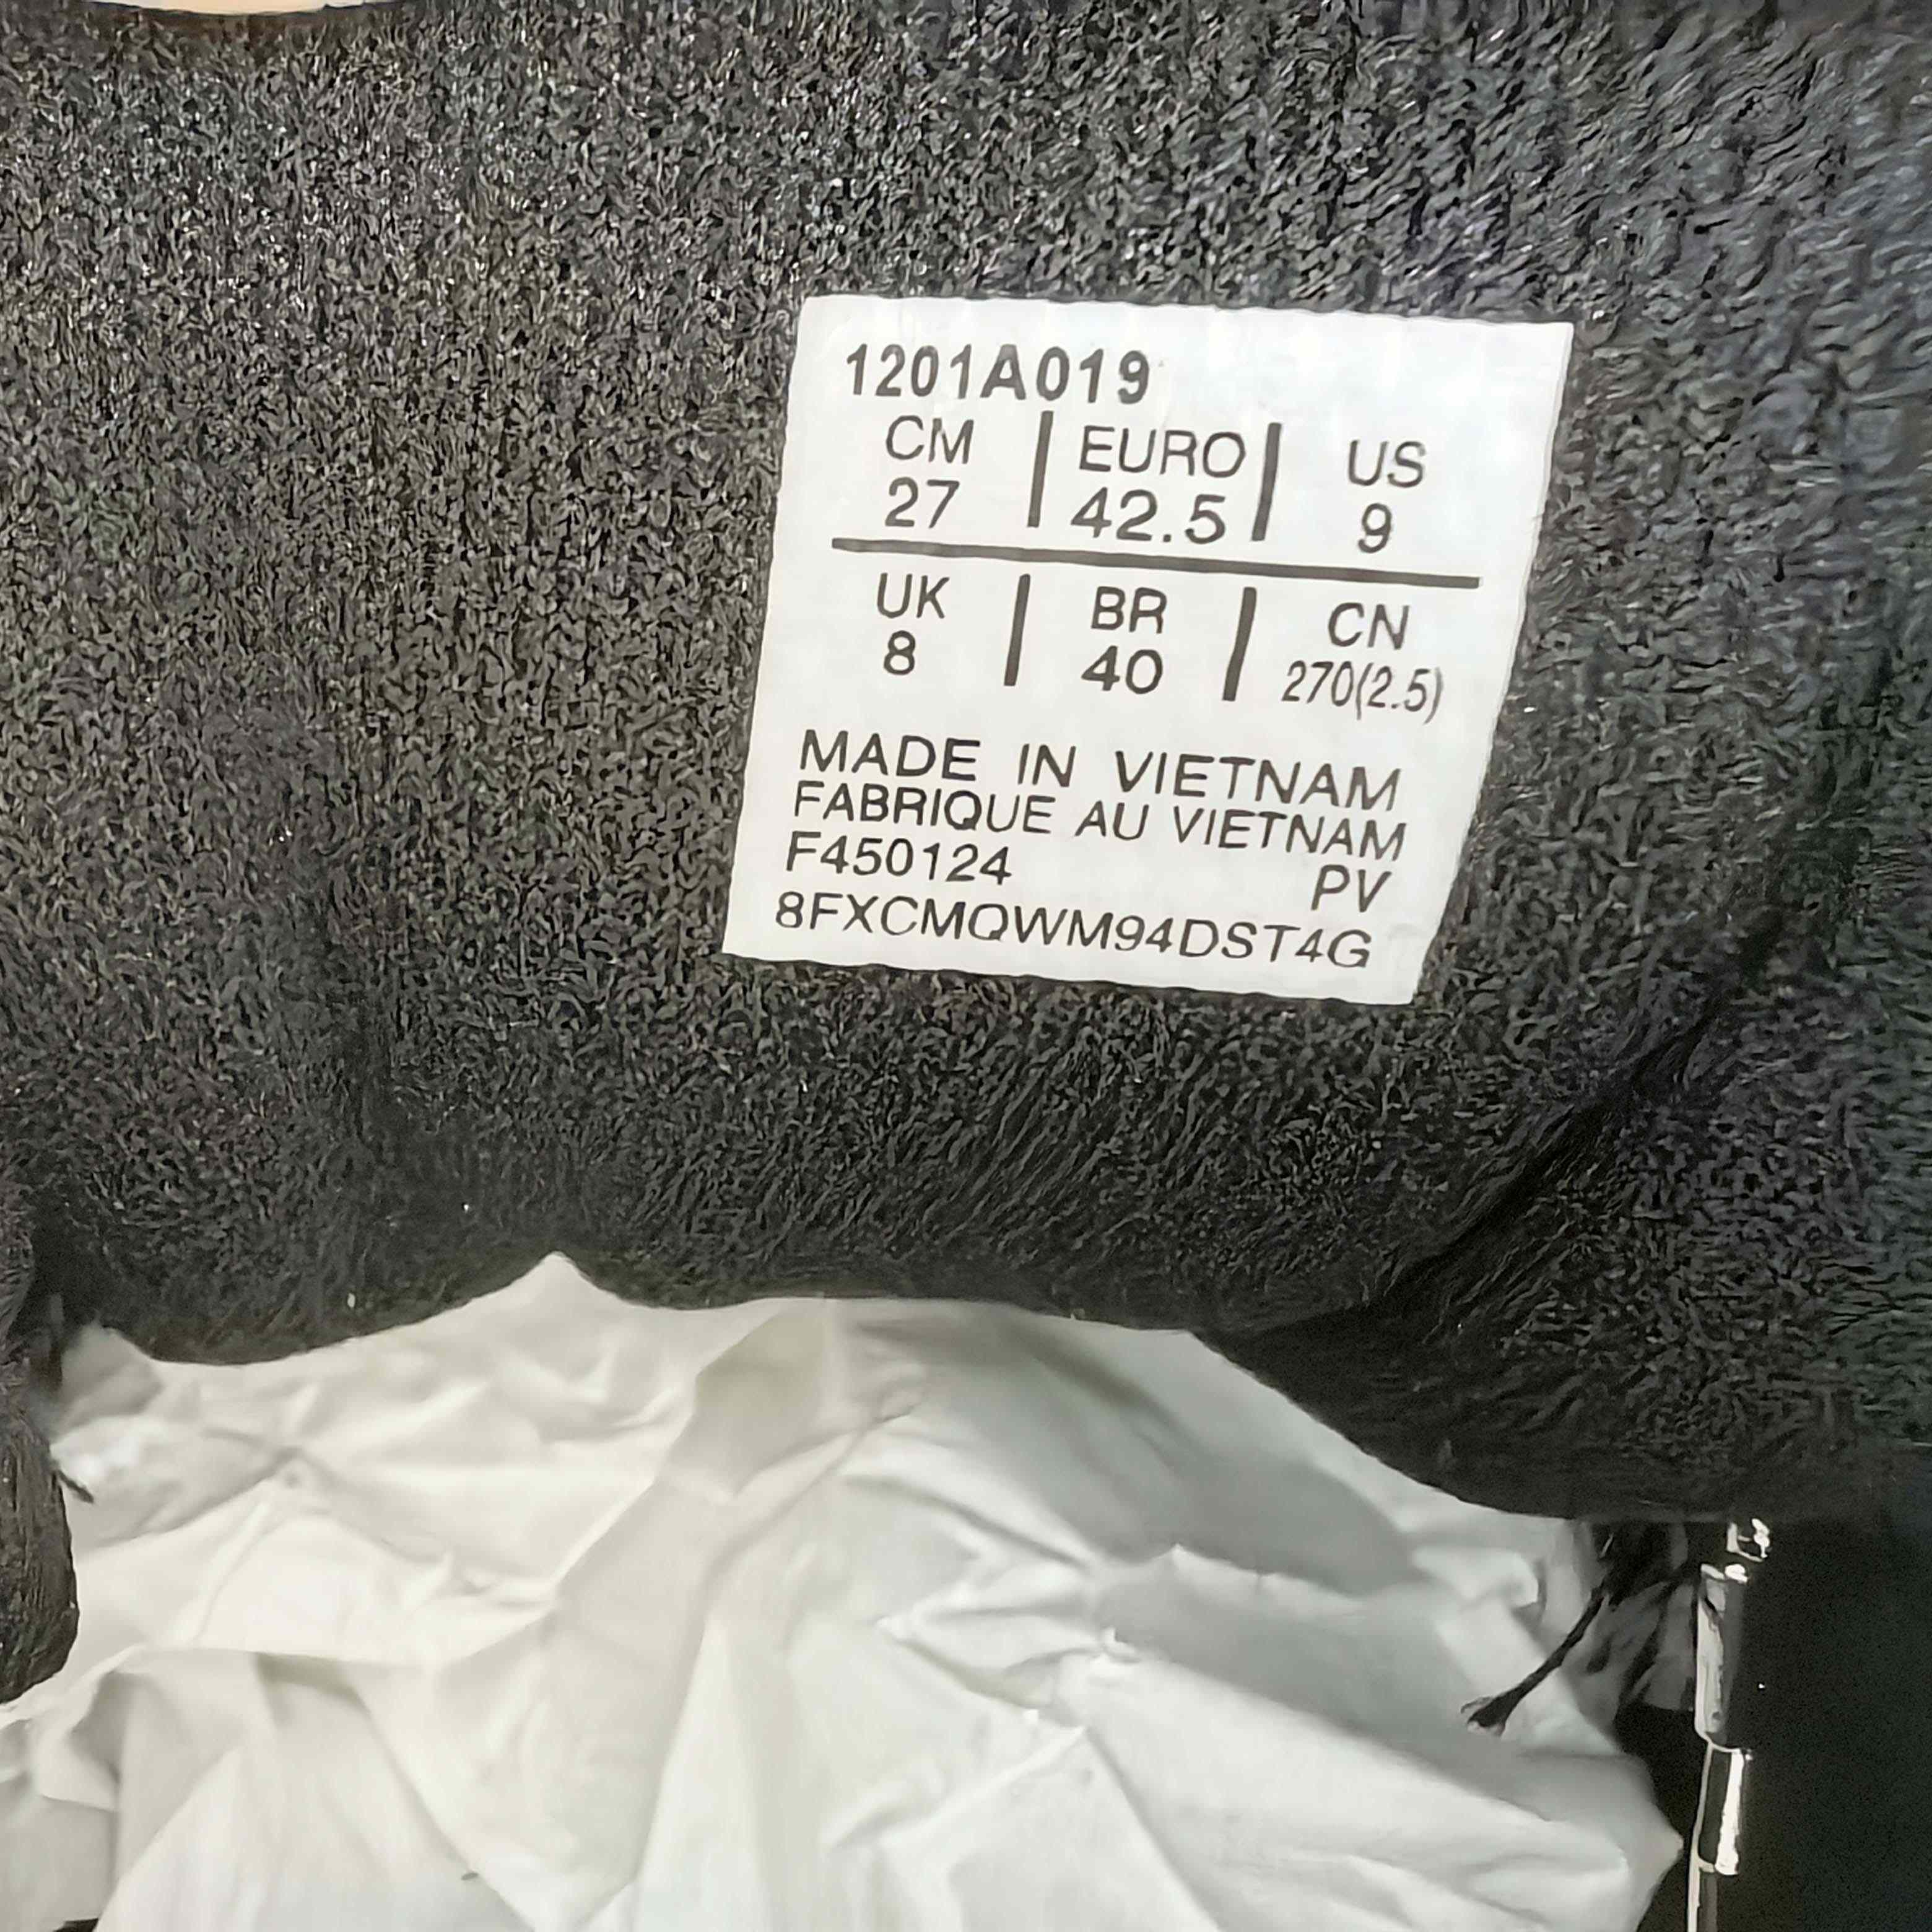 1201A019
CM | EURO | US
27 | 42.5 | 9
UK | BR | CN
8 | 40 | 270(2.5)
MADE IN VIETNAM
FABRIQUE AU VIETNAM
F450124 PV
8FXCMQWM94DST4G